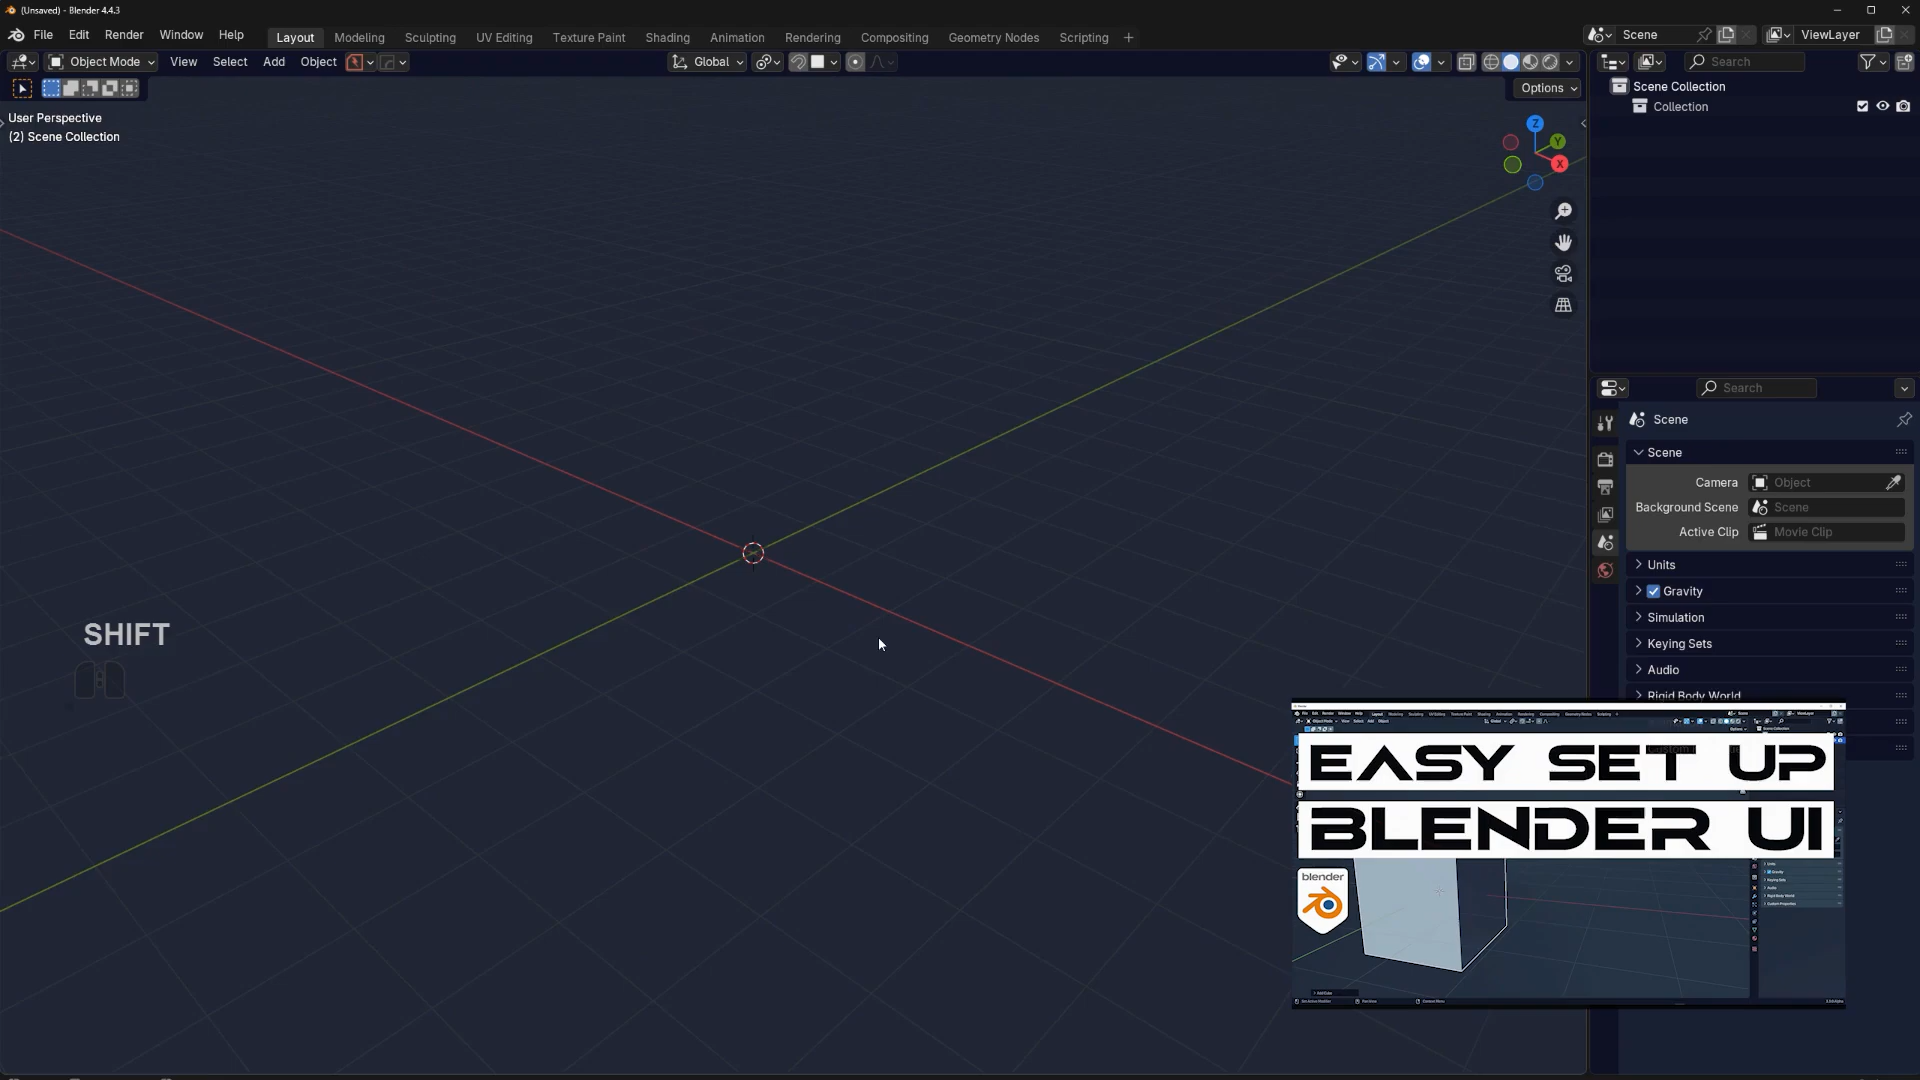 (Unsaved) - Blender 4.4.3
File Edit Render Window Help Layout Modeling Sculpting UV Editing Texture Paint Shading Animation Rendering Compositing Geometry Nodes Scripting + Scene ViewLayer
Object Mode View Select Add Object Global Search
Options
User Perspective
(2) Scene Collection
Z
Y
X
Scene Collection
Collection
Search
Scene
Scene
Camera Object
Background Scene Scene
Active Clip Movie Clip
Units
Gravity
Simulation
Keying Sets
Audio
Rigid Body World
SHIFT
EASY SET UP
BLENDER UI
blender